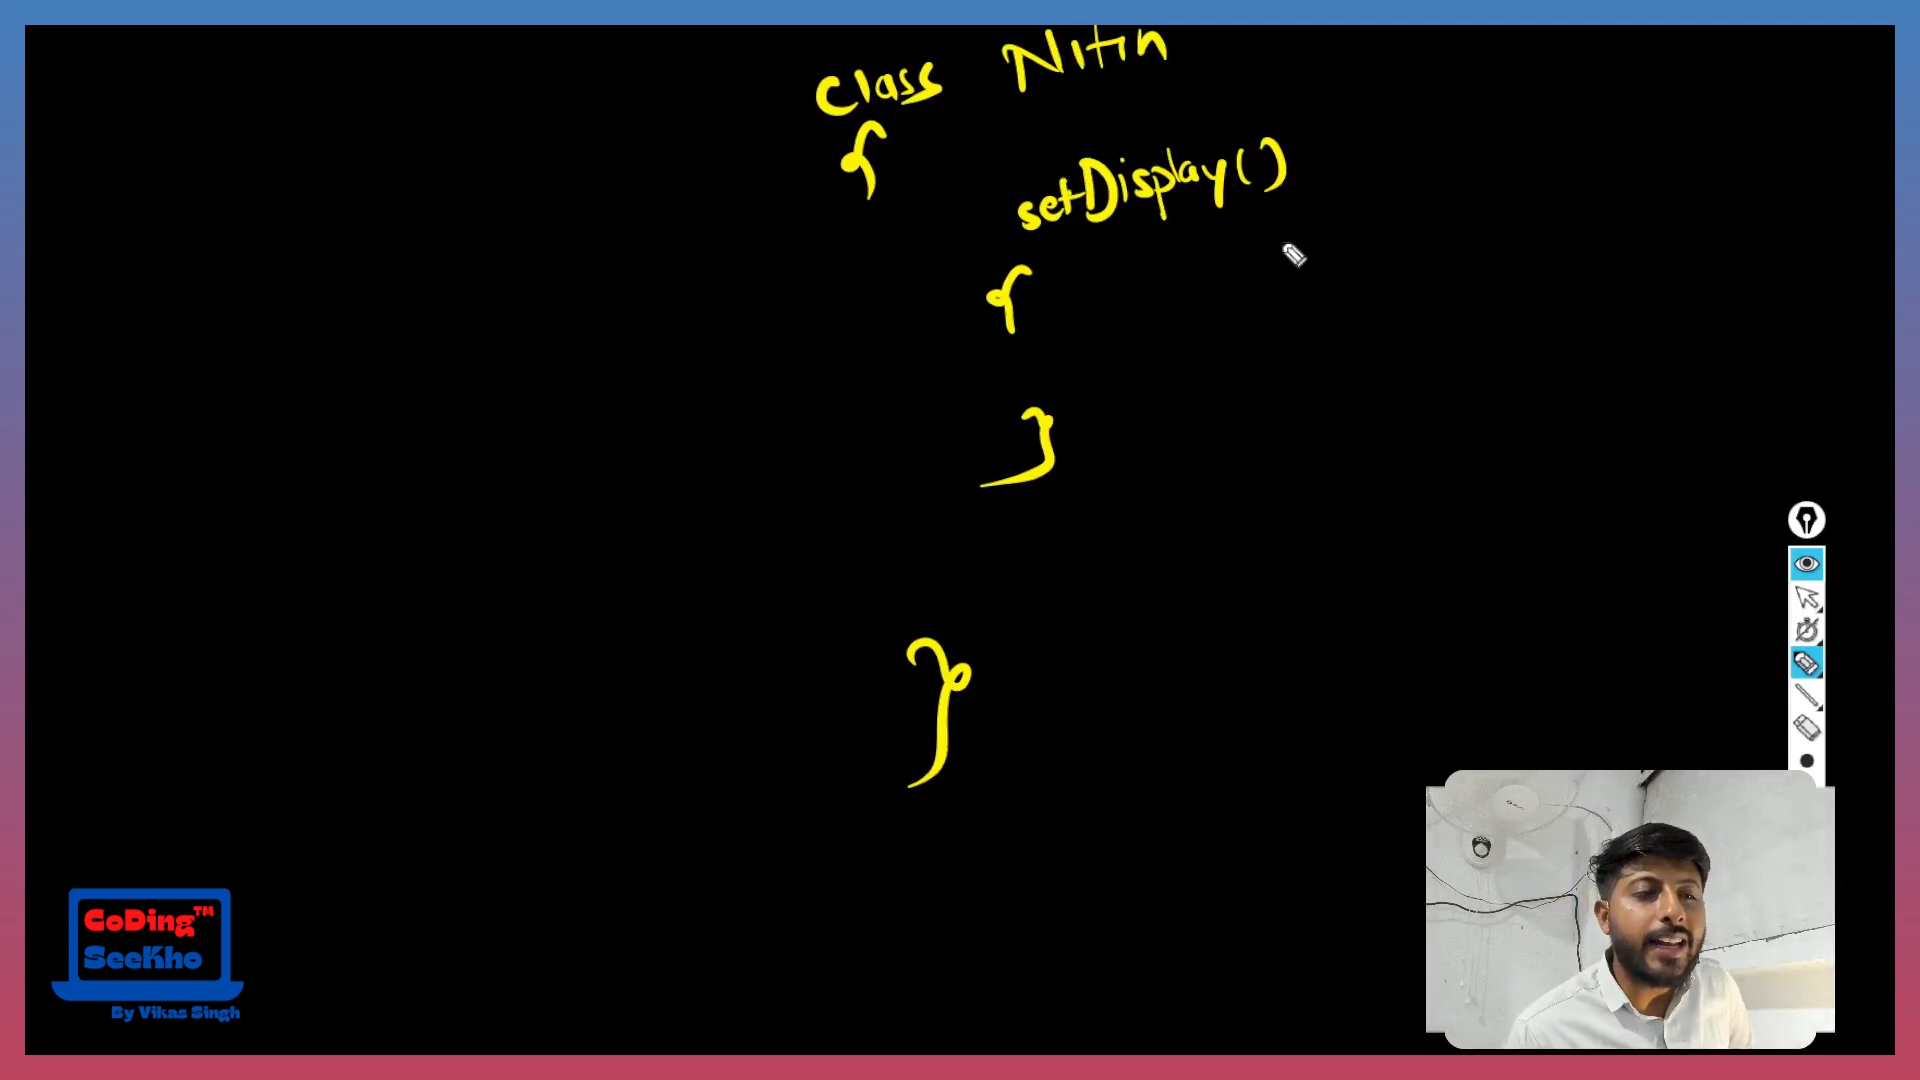 Class Nitin
{
setDisplay()
{
}
}
CoDing™
SeeKho
By Vikas Singh